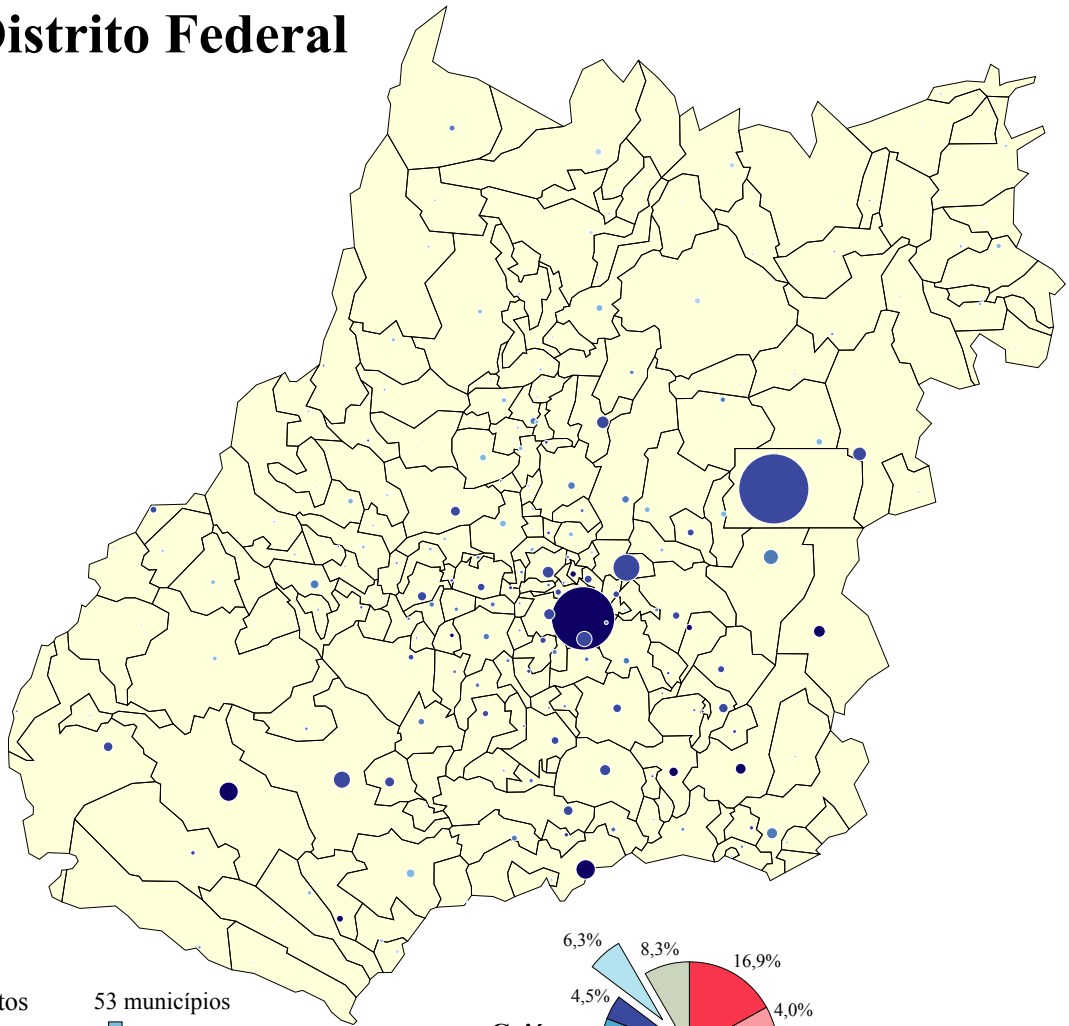 Distrito Federal
6,3%
8,3%
16,9%
4,5%
4,0%
53 municípios